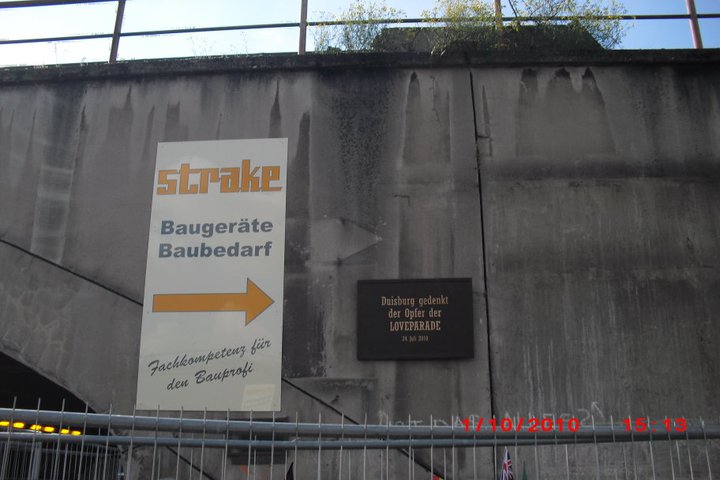 strake
Baugeräte
Baubedarf
Fachkompetenz für
den Bauprofi
Duisburg gedenkt
der Opfer der
LOVEPARADE
24. Juli 2010
1/10/2010 15:13